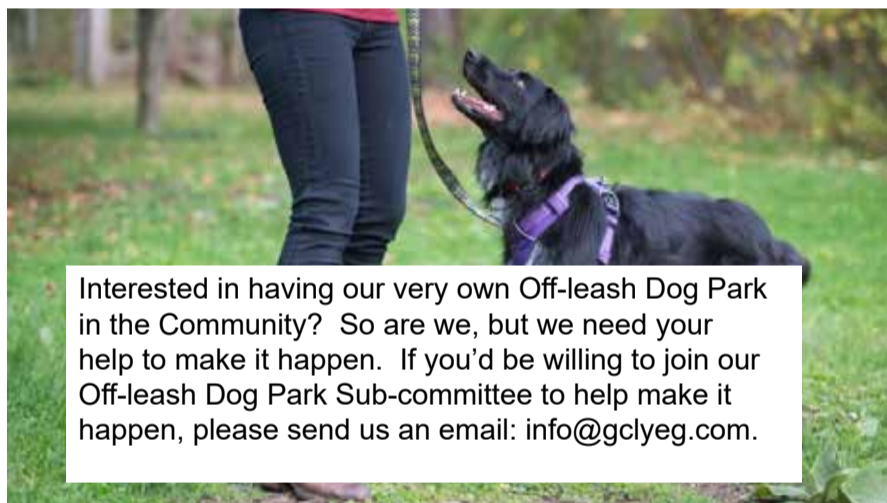 Interested in having our very own Off-leash Dog Park
in the Community?  So are we, but we need your
help to make it happen.  If you’d be willing to join our
Off-leash Dog Park Sub-committee to help make it
happen, please send us an email: info@gclyeg.com.